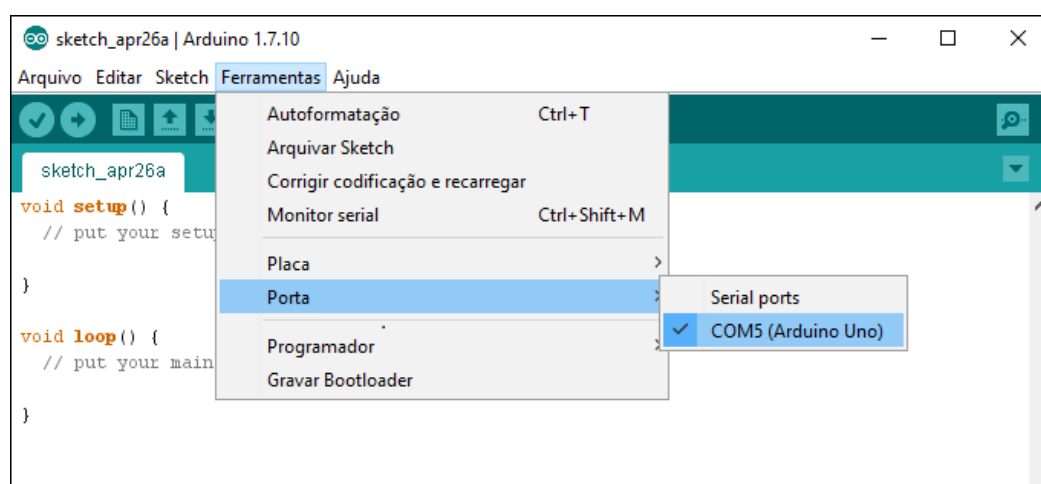 sketch_apr26a | Arduino 1.7.10
Arquivo Editar Sketch Ferramentas Ajuda
Autoformatação Ctrl+T
Arquivar Sketch
sketch_apr26a
Corrigir codificação e recarregar
void setup() {
Monitor serial Ctrl+Shift+M
// put your setu
Placa
}
Porta
Serial ports
COM5 (Arduino Uno)
void loop() {
Programador
// put your main
Gravar Bootloader
}